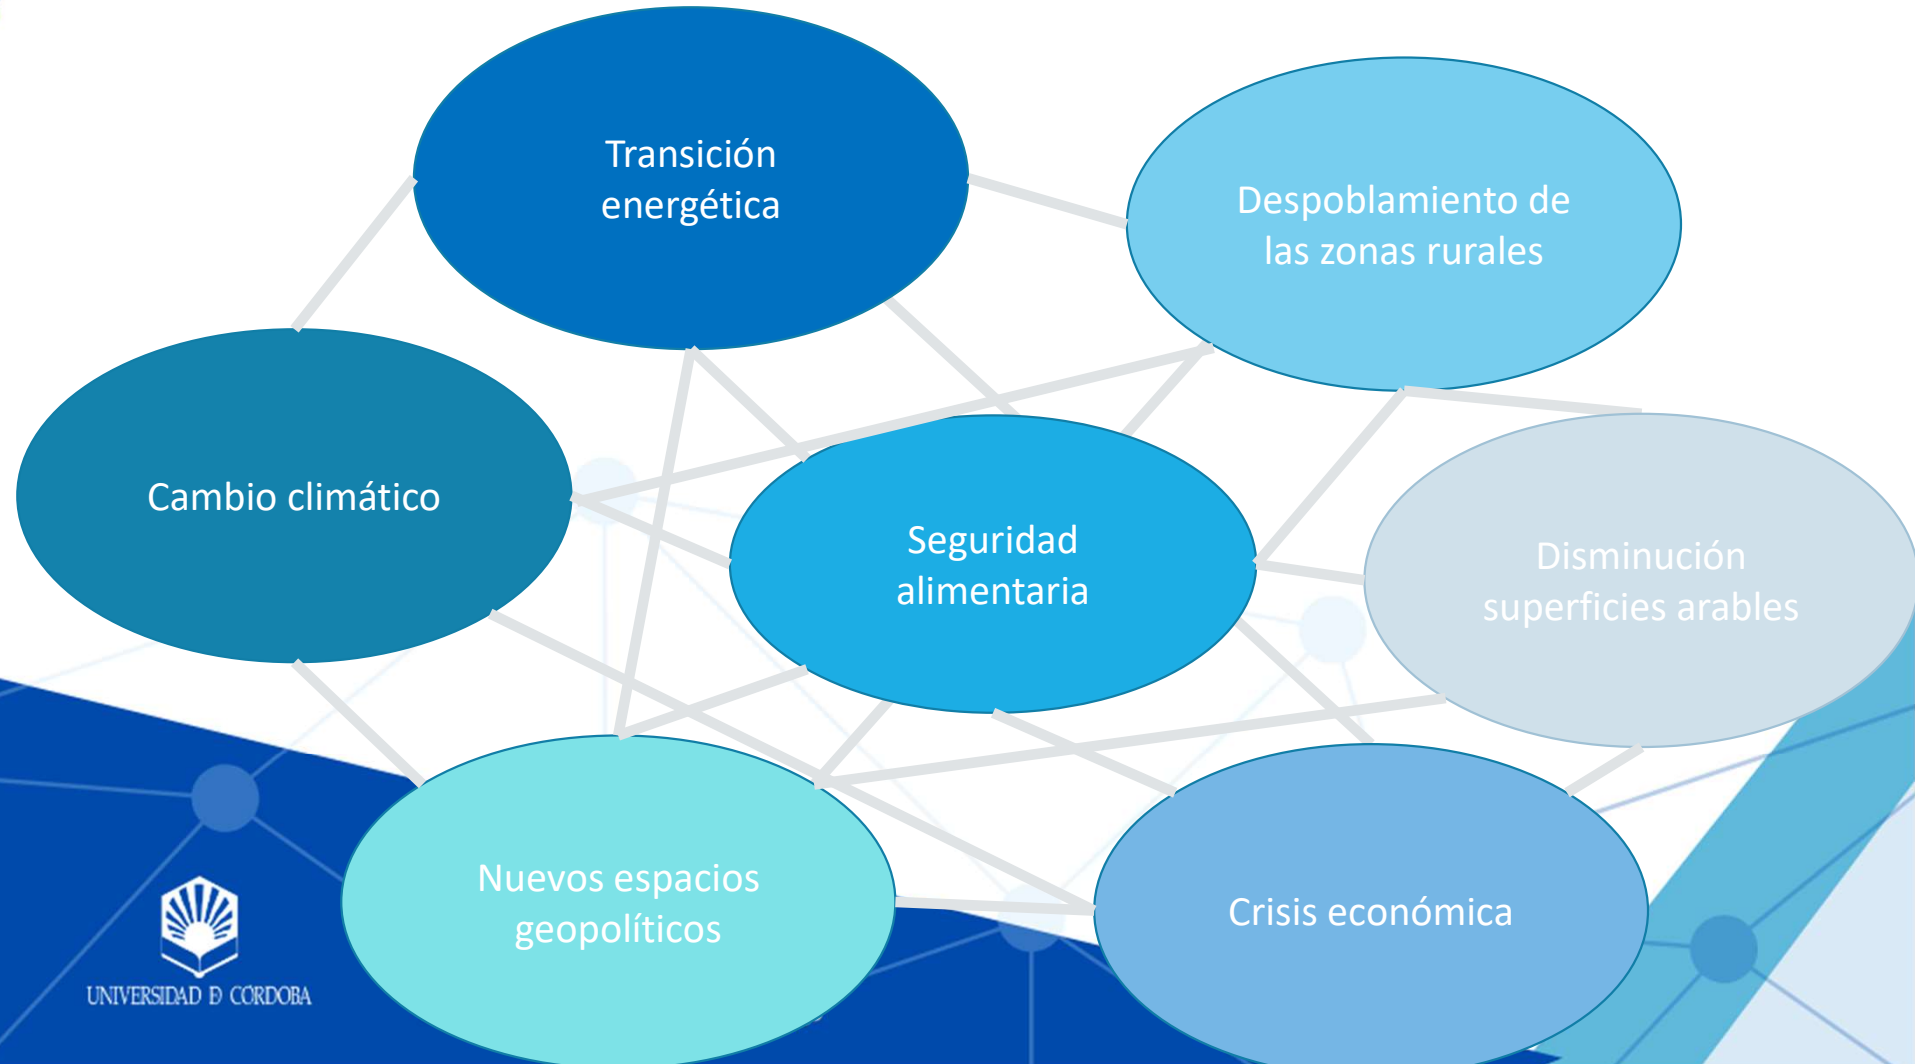 Transición
energética
Despoblamiento de
las zonas rurales
Cambio climático
Seguridad
alimentaria
Disminución
superficies arables
Nuevos espacios
geopolíticos
Crisis económica
UNIVERSIDAD Ð CORDOBA